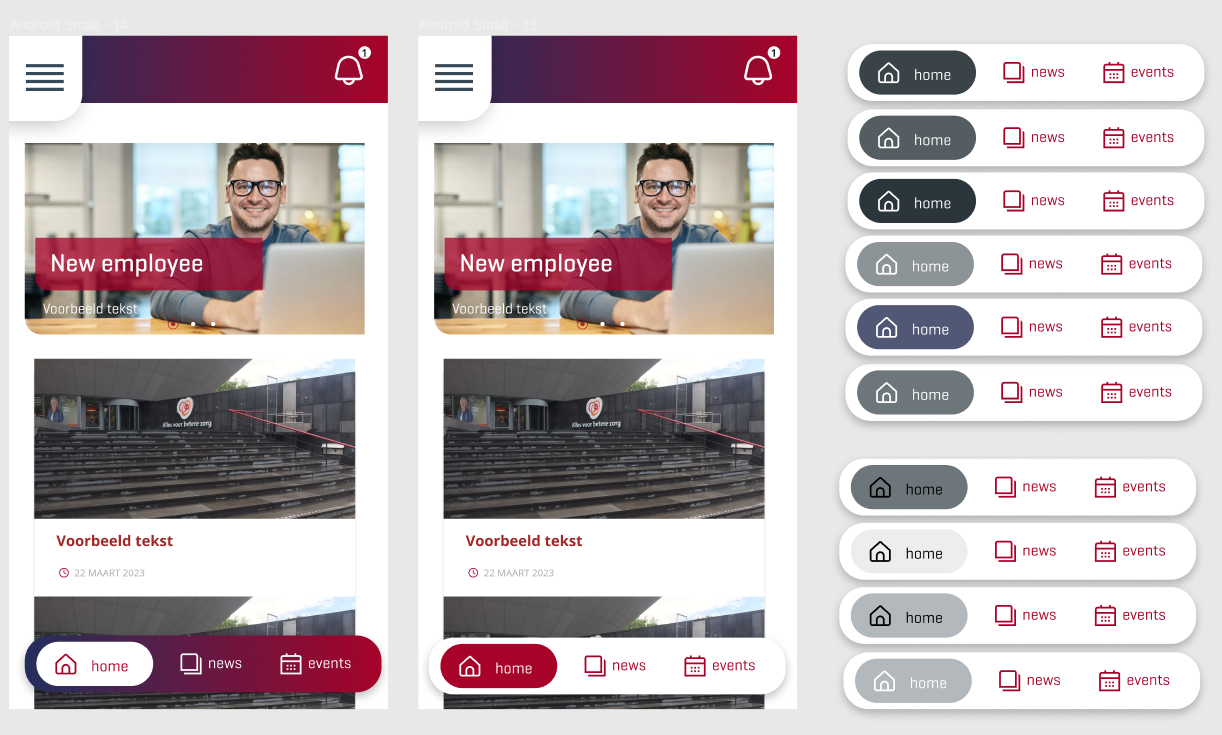 Android Small - 14
1
New employee
Voorbeeld tekst
Alles voor betere zorg
Voorbeeld tekst
22 MAART 2023
home
news
events
Android Small - 13
1
New employee
Voorbeeld tekst
Alles voor betere zorg
Voorbeeld tekst
22 MAART 2023
home
news
events
home news events
home news events
home news events
home news events
home news events
home news events
home news events
home news events
home news events
home news events